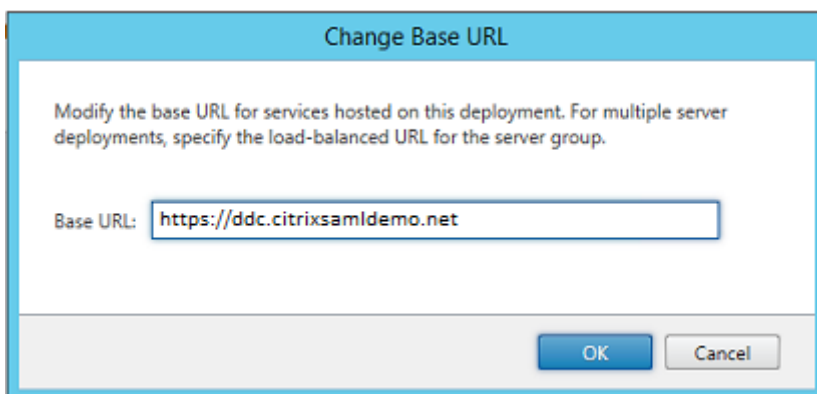 Change Base URL
Modify the base URL for services hosted on this deployment. For multiple server
deployments, specify the load-balanced URL for the server group.
Base URL: https://ddc.citrixsamldemo.net
OK Cancel